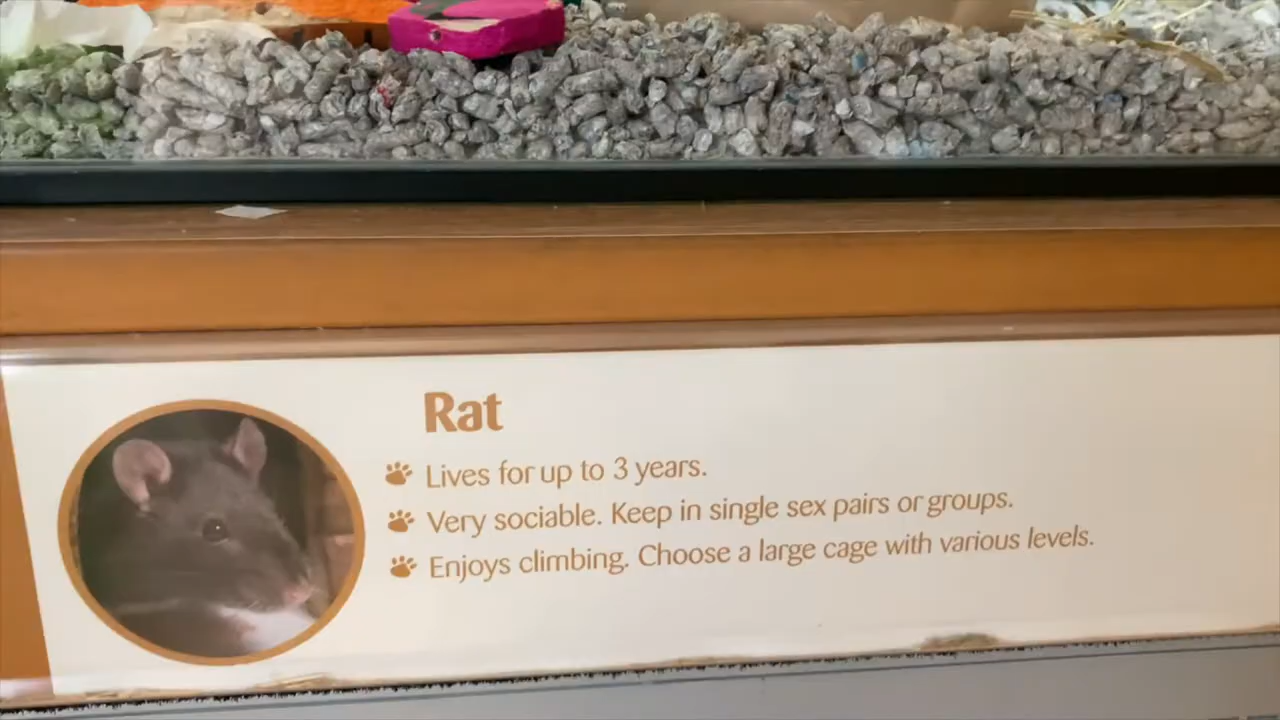 Rat
Lives for up to 3 years.
Very sociable. Keep in single sex pairs or groups.
Enjoys climbing. Choose a large cage with various levels.